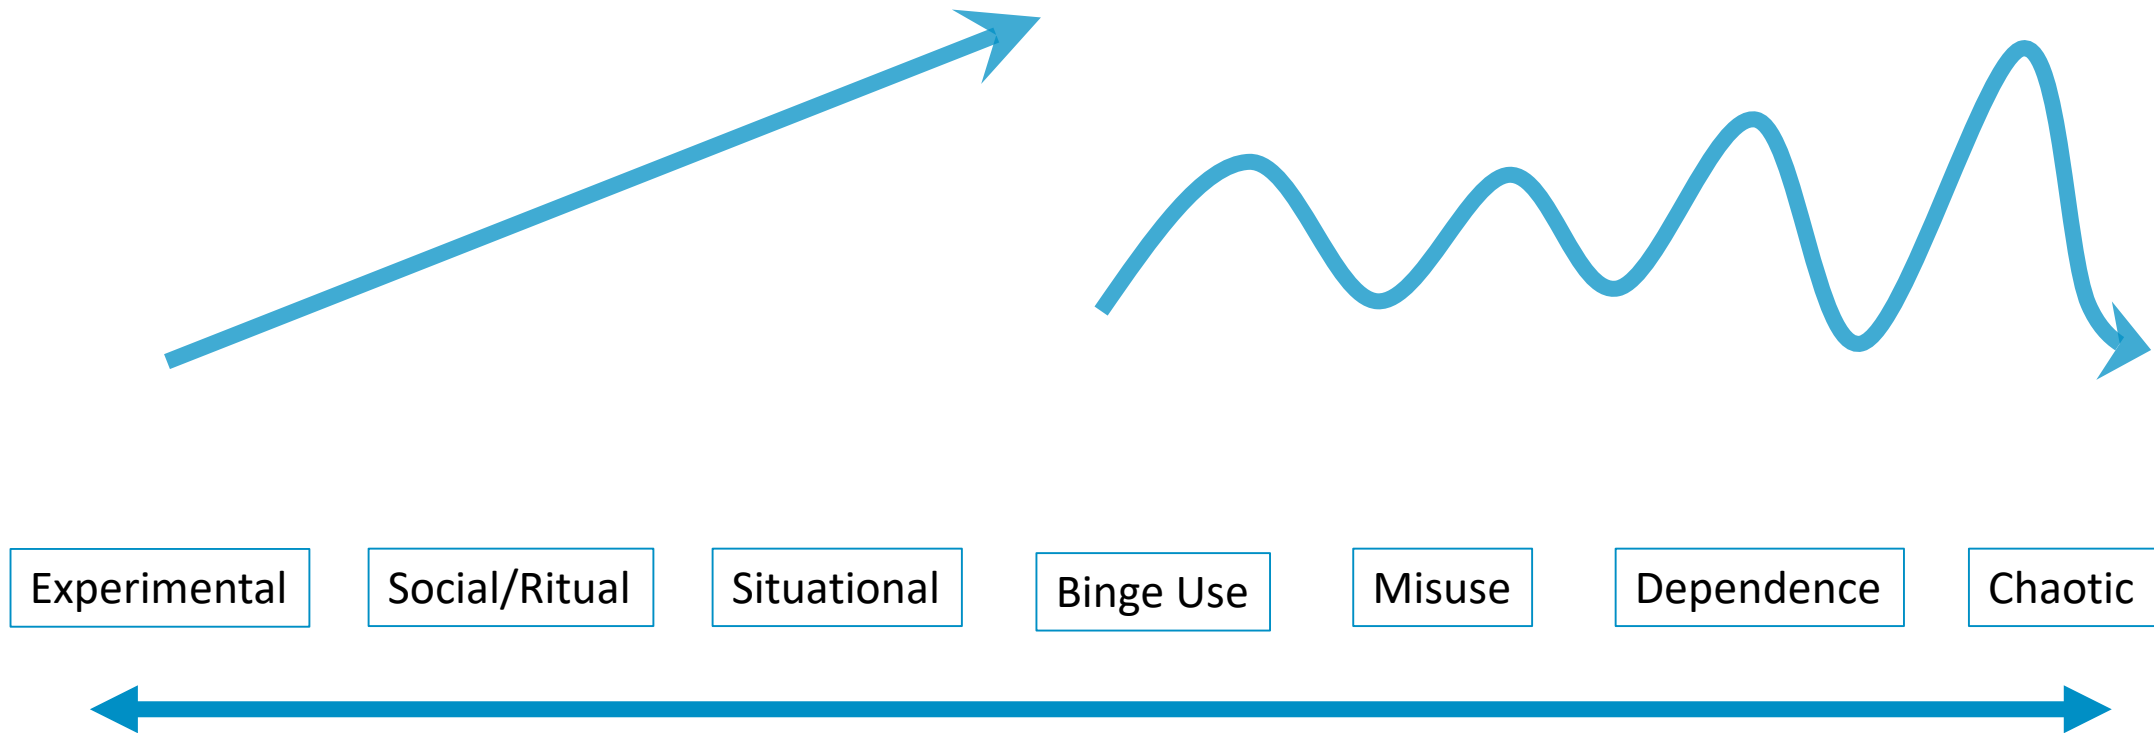 Experimental
Social/Ritual
Situational
Binge Use
Misuse
Dependence
Chaotic